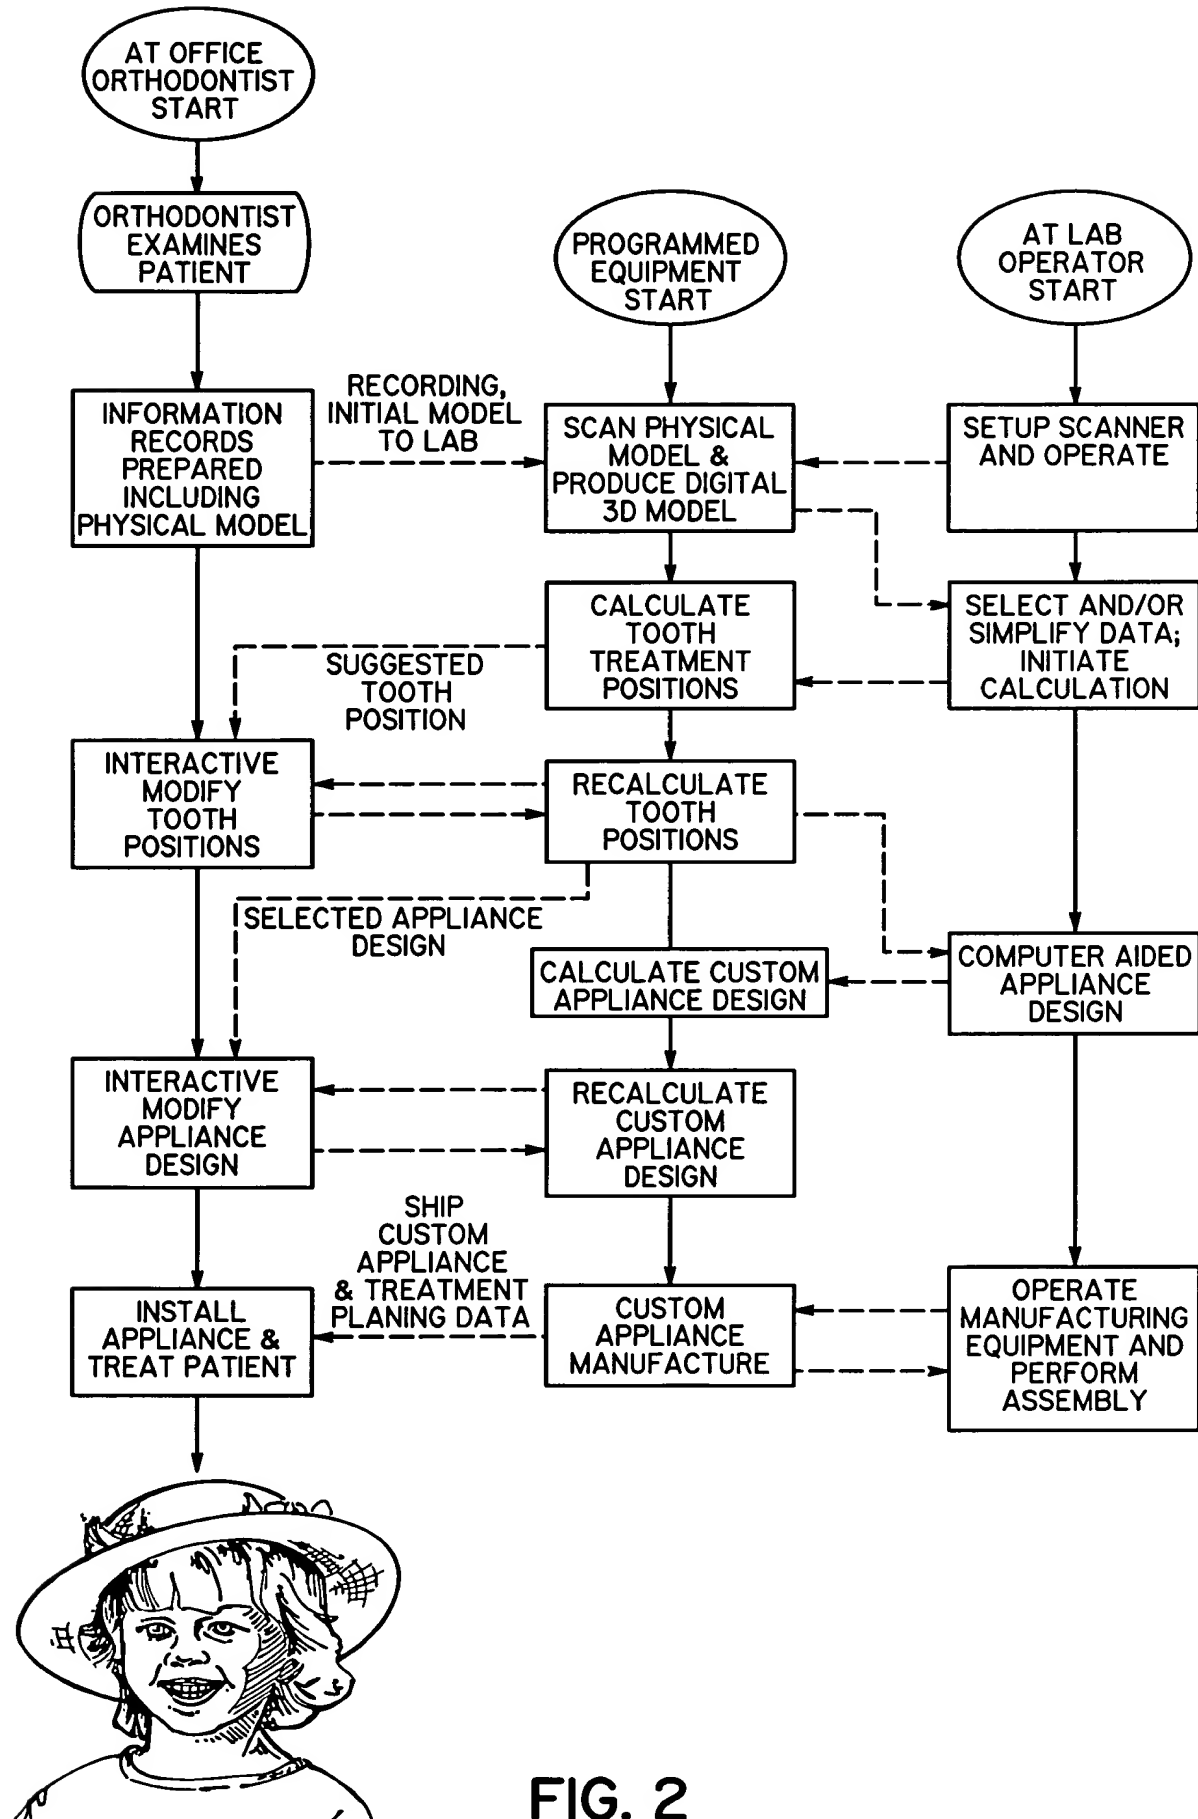 AT OFFICE
ORTHODONTIST
START
ORTHODONTIST
EXAMINES
PATIENT
PROGRAMMED
EQUIPMENT
START
AT LAB
OPERATOR
START
INFORMATION
RECORDS
PREPARED
INCLUDING
PHYSICAL MODEL
RECORDING,
INITIAL MODEL
TO LAB
SCAN PHYSICAL
MODEL &
PRODUCE DIGITAL
3D MODEL
SETUP SCANNER
AND OPERATE
CALCULATE
TOOTH
TREATMENT
POSITIONS
SELECT AND/OR
SIMPLIFY DATA;
INITIATE
CALCULATION
SUGGESTED
TOOTH
POSITION
INTERACTIVE
MODIFY
TOOTH
POSITIONS
RECALCULATE
TOOTH
POSITIONS
SELECTED APPLIANCE
DESIGN
CALCULATE CUSTOM
APPLIANCE DESIGN
COMPUTER AIDED
APPLIANCE
DESIGN
INTERACTIVE
MODIFY
APPLIANCE
DESIGN
RECALCULATE
CUSTOM
APPLIANCE
DESIGN
SHIP
CUSTOM
APPLIANCE
& TREATMENT
PLANING DATA
INSTALL
APPLIANCE &
TREAT PATIENT
CUSTOM
APPLIANCE
MANUFACTURE
OPERATE
MANUFACTURING
EQUIPMENT AND
PERFORM
ASSEMBLY
FIG. 2